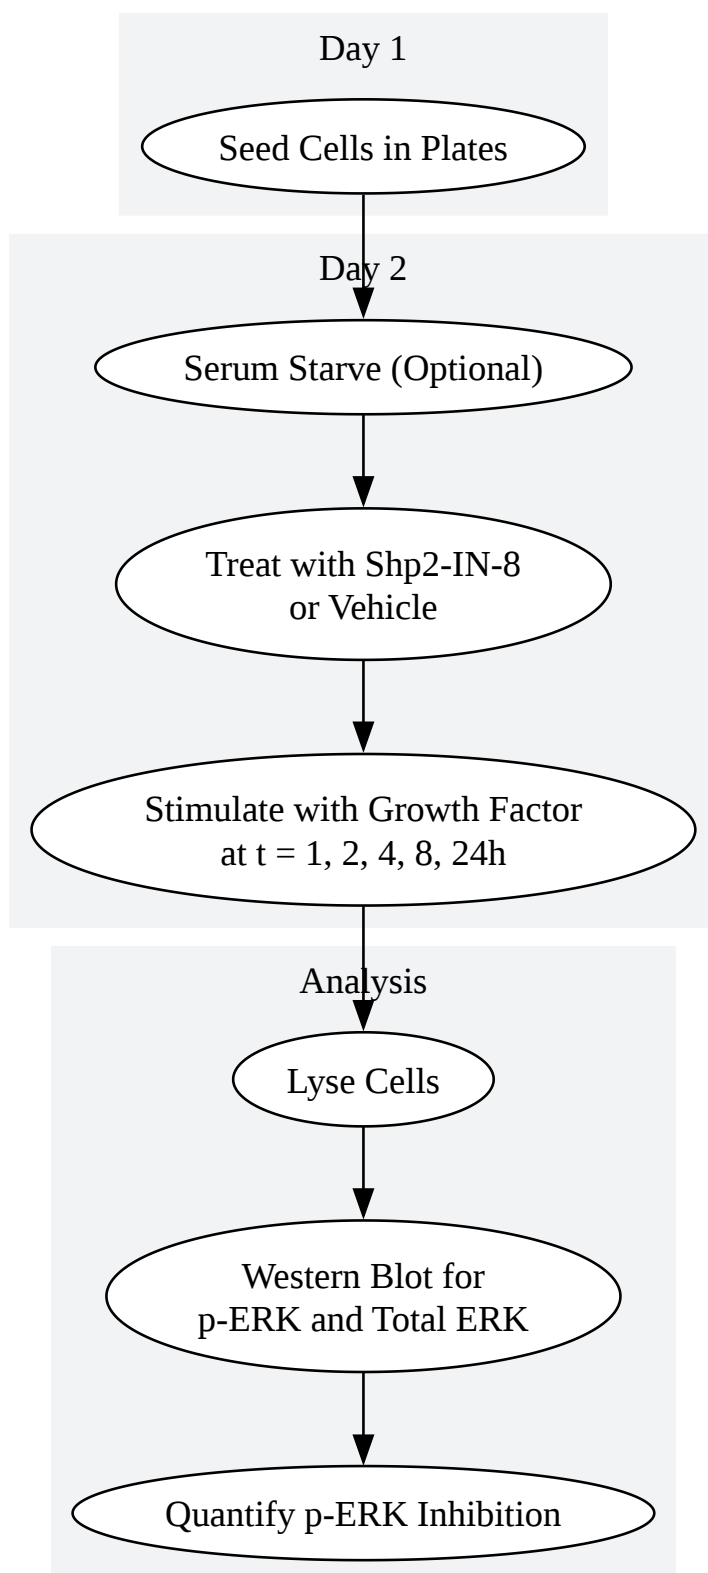 Day 1
Seed Cells in Plates
Day 2
Serum Starve (Optional)
Treat with Shp2-IN-8
or Vehicle
Stimulate with Growth Factor
at t = 1, 2, 4, 8, 24h
Analysis
Lyse Cells
Western Blot for
p-ERK and Total ERK
Quantify p-ERK Inhibition